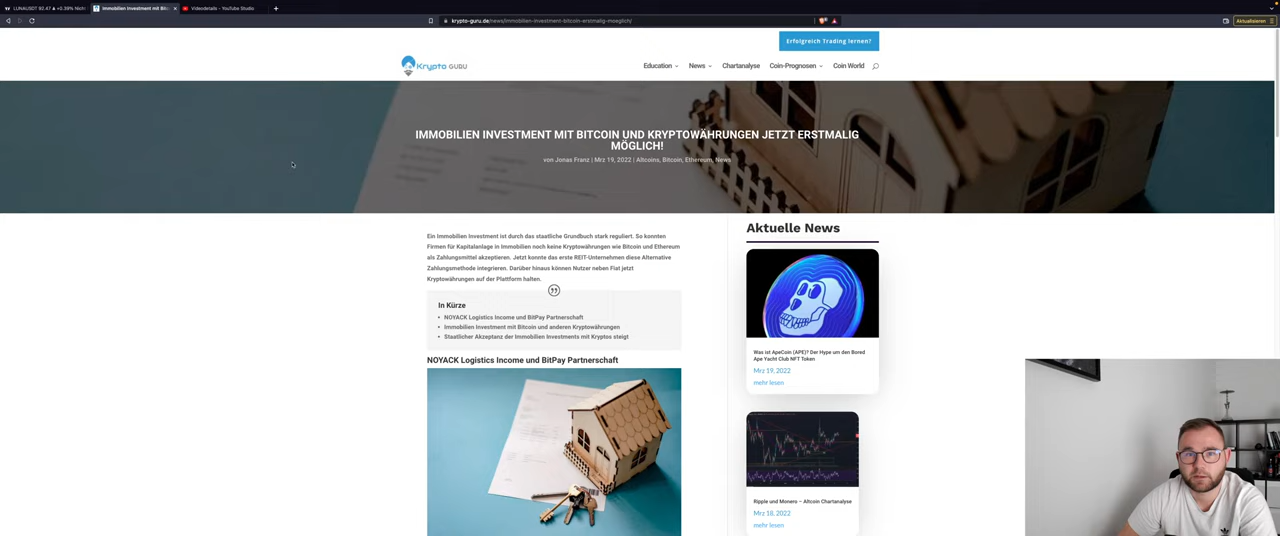 LUNAUSDT 92.47 ▲ +0.39% Nich
Immobilien Investment mit Bitc
Videodetails - YouTube Studio
krypto-guru.de/news/immobilien-investment-bitcoin-erstmalig-moeglich/
Aktualisieren
Erfolgreich Trading lernen?
Krypto GURU
Education
News
Chartanalyse
Coin-Prognosen
Coin World
IMMOBILIEN INVESTMENT MIT BITCOIN UND KRYPTOWÄHRUNGEN JETZT ERSTMALIG
MÖGLICH!
von Jonas Franz | Mrz 19, 2022 | Altcoins, Bitcoin, Ethereum, News
Ein Immobilien Investment ist durch das staatliche Grundbuch stark reguliert. So konnten
Firmen für Kapitalanlage in Immobilien noch keine Kryptowährungen wie Bitcoin und Ethereum
als Zahlungsmittel akzeptieren. Jetzt konnte das erste REIT-Unternehmen diese Alternative
Zahlungsmethode integrieren. Darüber hinaus können Nutzer neben Fiat jetzt
Kryptowährungen auf der Plattform halten.
In Kürze
• NOYACK Logistics Income und BitPay Partnerschaft
• Immobilien Investment mit Bitcoin und anderen Kryptowährungen
• Staatlicher Akzeptanz der Immobilien Investments mit Kryptos steigt
NOYACK Logistics Income und BitPay Partnerschaft
Aktuelle News
Was ist ApeCoin (APE)? Der Hype um den Bored
Ape Yacht Club NFT Token
Mrz 19, 2022
mehr lesen
Ripple und Monero – Altcoin Chartanalyse
Mrz 18, 2022
mehr lesen